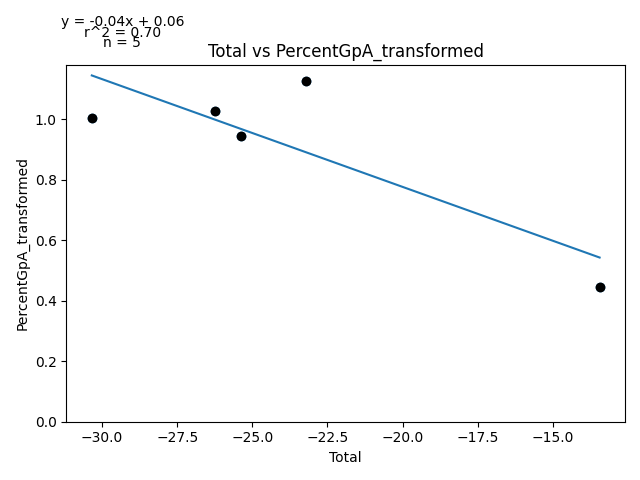 y = -0.04x + 0.06
r^2 = 0.70
n = 5
Total vs PercentGpA_transformed
PercentGpA_transformed
1.0
0.8
0.6
0.4
0.2
0.0
−30.0 −27.5 −25.0 −22.5 −20.0 −17.5 −15.0
Total